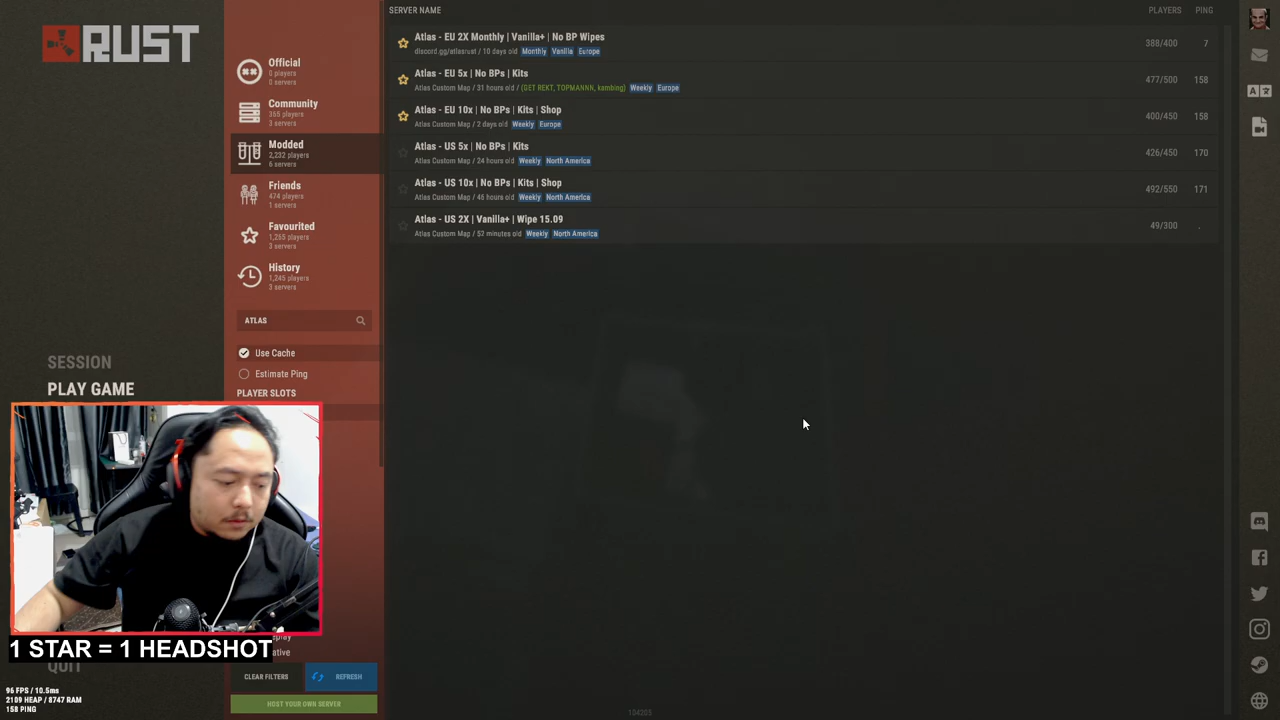 RUST
SERVER NAME
PLAYERS
PING
Official
0 players
0 servers
Community
355 players
3 servers
Modded
2,232 players
6 servers
Friends
474 players
1 servers
Favourited
1,265 players
3 servers
History
1,245 players
3 servers
ATLAS
Use Cache
Estimate Ping
PLAYER SLOTS
Atlas - EU 2X Monthly | Vanilla+ | No BP Wipes
388/400
7
discord.gg/atlasrust / 10 days old Monthly Vanilla Europe
Atlas - EU 5x | No BPs | Kits
477/500
158
Atlas Custom Map / 31 hours old / (GET REKT, TOPMANNN, kambing) Weekly Europe
Atlas - EU 10x | No BPs | Kits | Shop
400/450
158
Atlas Custom Map / 2 days old Weekly Europe
Atlas - US 5x | No BPs | Kits
426/450
170
Atlas Custom Map / 24 hours old Weekly North America
Atlas - US 10x | No BPs | Kits | Shop
492/550
171
Atlas Custom Map / 46 hours old Weekly North America
Atlas - US 2X | Vanilla+ | Wipe 15.09
49/300
.
Atlas Custom Map / 52 minutes old Weekly North America
SESSION
PLAY GAME
1 STAR = 1 HEADSHOT
QUIT
CLEAR FILTERS
REFRESH
HOST YOUR OWN SERVER
96 FPS / 10.5ms
2109 HEAP / 8747 RAM
158 PING